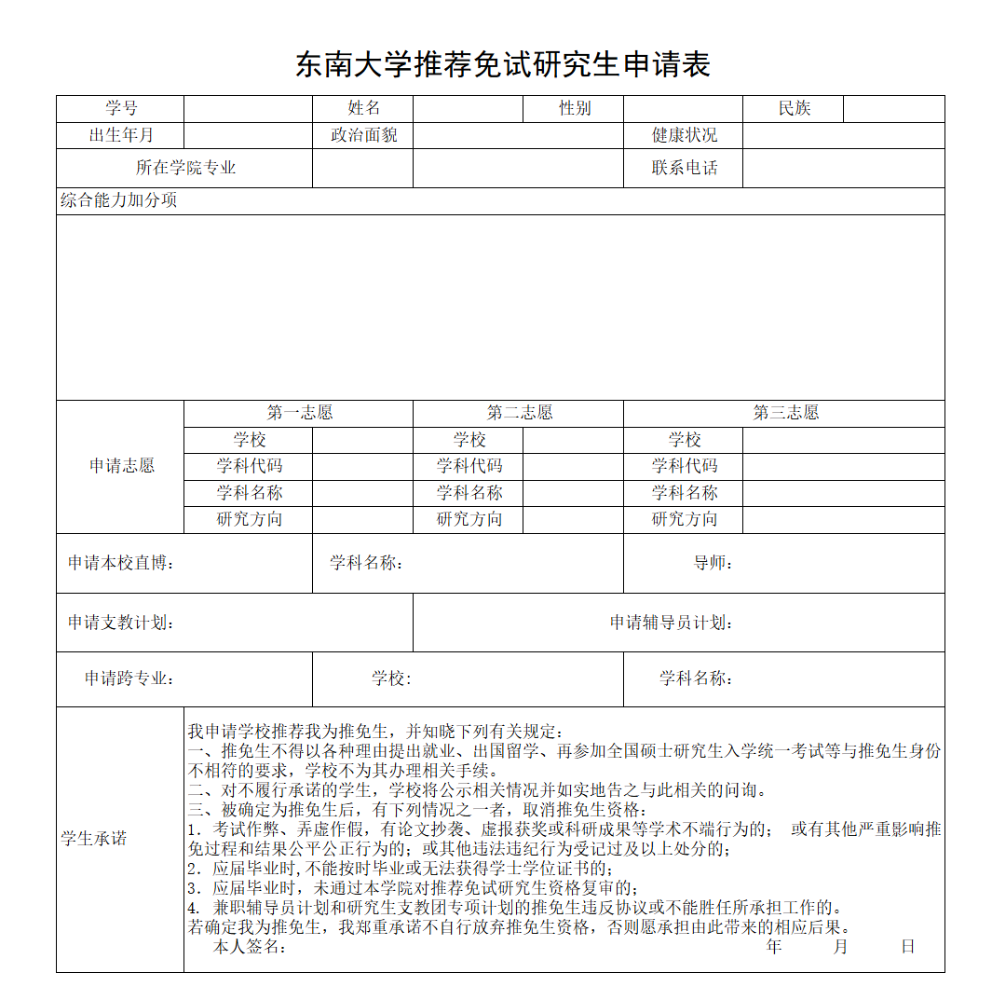 东南大学推荐免试研究生申请表
学号 姓名 性别 民族
出生年月 政治面貌 健康状况
所在学院专业 联系电话
综合能力加分项
第一志愿 第二志愿 第三志愿
学校 学校 学校
申请志愿 学科代码 学科代码 学科代码
学科名称 学科名称 学科名称
研究方向 研究方向 研究方向
申请本校直博: 学科名称: 导师:
申请支教计划: 申请辅导员计划:
申请跨专业: 学校: 学科名称:
我申请学校推荐我为推免生，并知晓下列有关规定:
一、推免生不得以各种理由提出就业、出国留学、再参加全国硕士研究生入学统一考试等与推免生身份
不相符的要求，学校不为其办理相关手续。
二、对不履行承诺的学生，学校将公示相关情况并如实地告之与此相关的问询。
三、被确定为推免生后，有下列情况之一者，取消推免生资格:
1．考试作弊、弄虚作假，有论文抄袭、虚报获奖或科研成果等学术不端行为的； 或有其他严重影响推
学生承诺
免过程和结果公平公正行为的；或其他违法违纪行为受记过及以上处分的；
2．应届毕业时,不能按时毕业或无法获得学士学位证书的；
3．应届毕业时，未通过本学院对推荐免试研究生资格复审的；
4. 兼职辅导员计划和研究生支教团专项计划的推免生违反协议或不能胜任所承担工作的。
若确定我为推免生，我郑重承诺不自行放弃推免生资格，否则愿承担由此带来的相应后果。
本人签名: 年 月 日